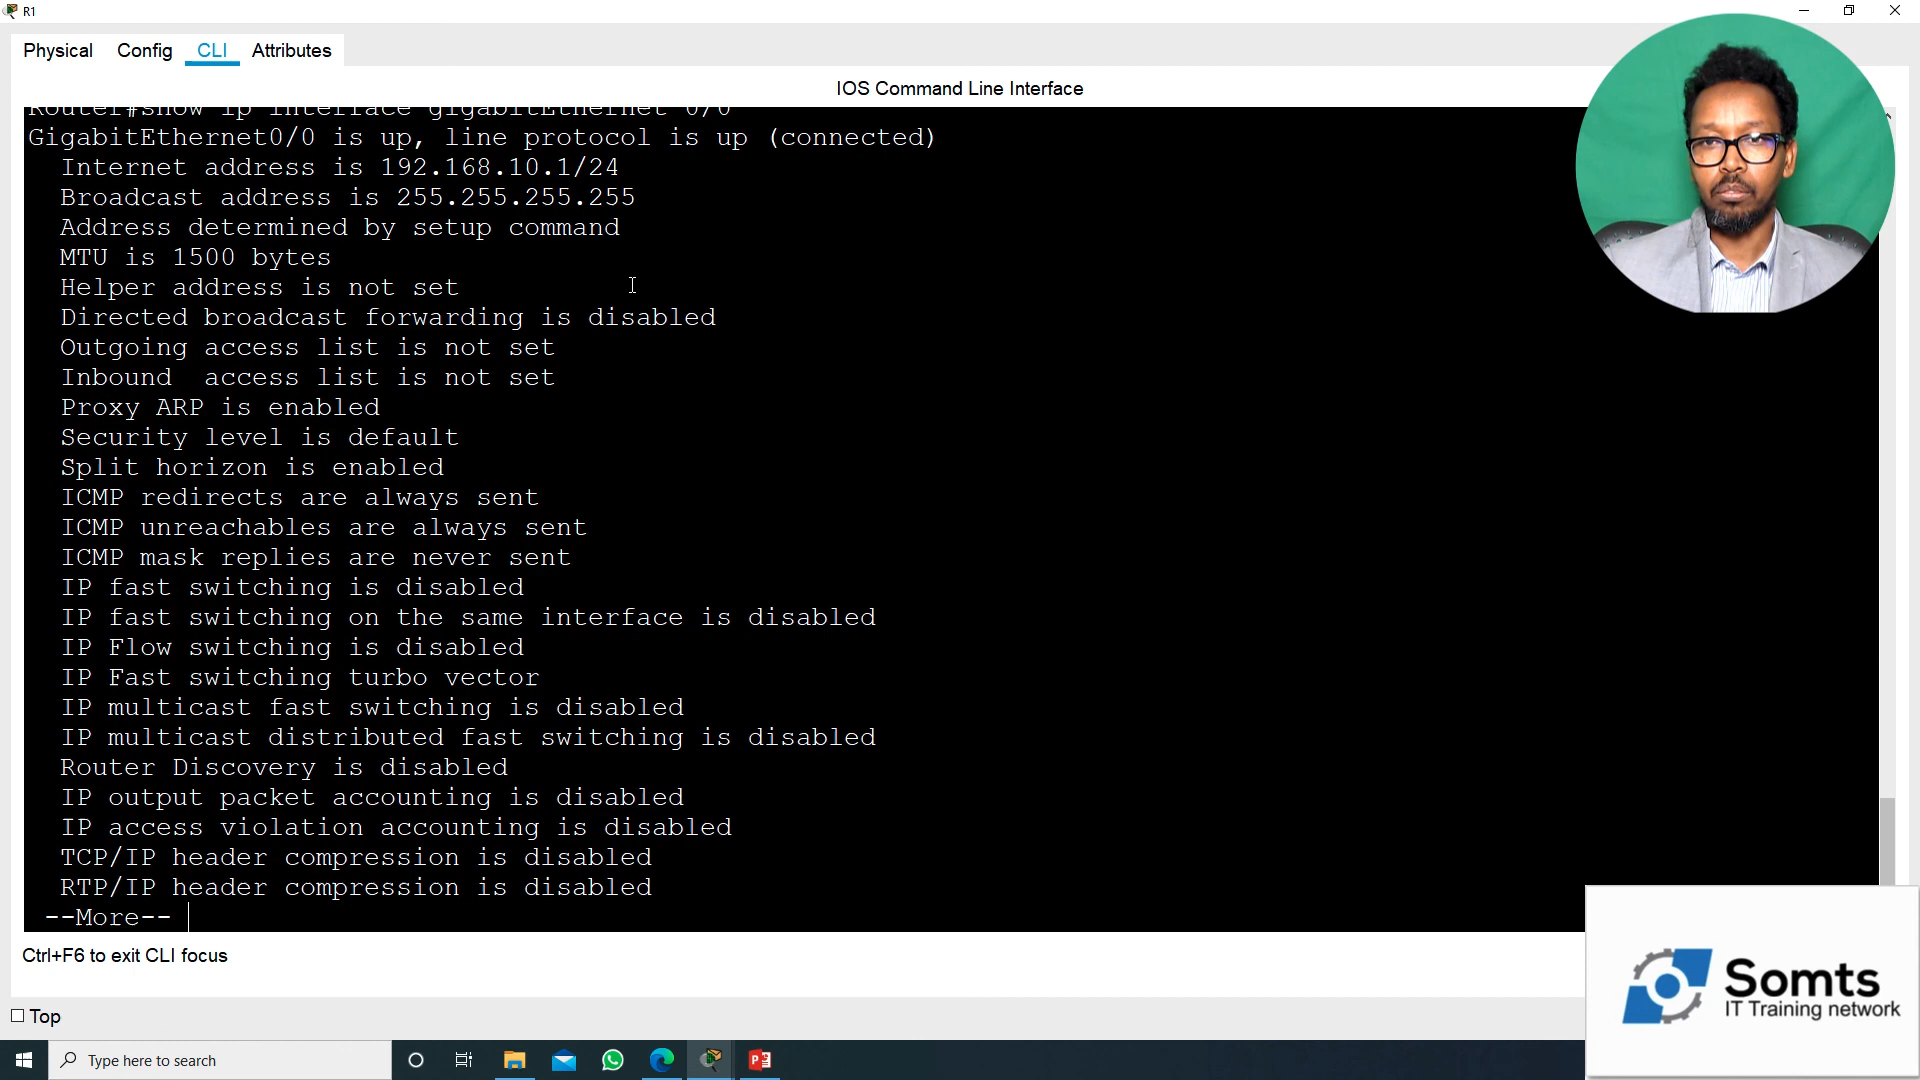 R1
Physical Config CLI Attributes
IOS Command Line Interface
Router#show ip interface gigabitEthernet 0/0
GigabitEthernet0/0 is up, line protocol is up (connected)
Internet address is 192.168.10.1/24
Broadcast address is 255.255.255.255
Address determined by setup command
MTU is 1500 bytes
Helper address is not set
Directed broadcast forwarding is disabled
Outgoing access list is not set
Inbound  access list is not set
Proxy ARP is enabled
Security level is default
Split horizon is enabled
ICMP redirects are always sent
ICMP unreachables are always sent
ICMP mask replies are never sent
IP fast switching is disabled
IP fast switching on the same interface is disabled
IP Flow switching is disabled
IP Fast switching turbo vector
IP multicast fast switching is disabled
IP multicast distributed fast switching is disabled
Router Discovery is disabled
IP output packet accounting is disabled
IP access violation accounting is disabled
TCP/IP header compression is disabled
RTP/IP header compression is disabled
--More--
Ctrl+F6 to exit CLI focus
Top
Somts
IT Training network
Type here to search